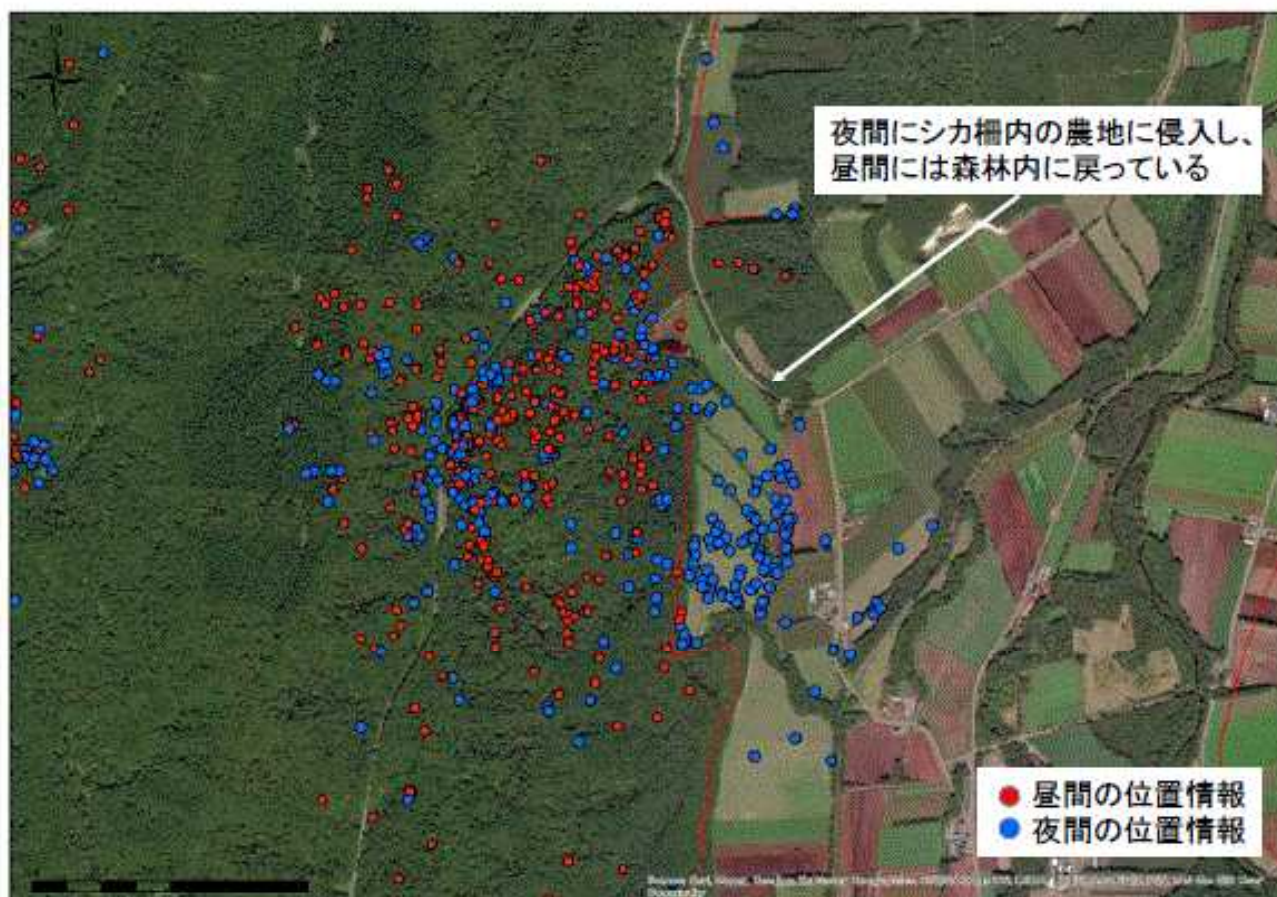 夜間にシカ柵内の農地に侵入し、
昼間には森林内に戻っている
昼間の位置情報
夜間の位置情報